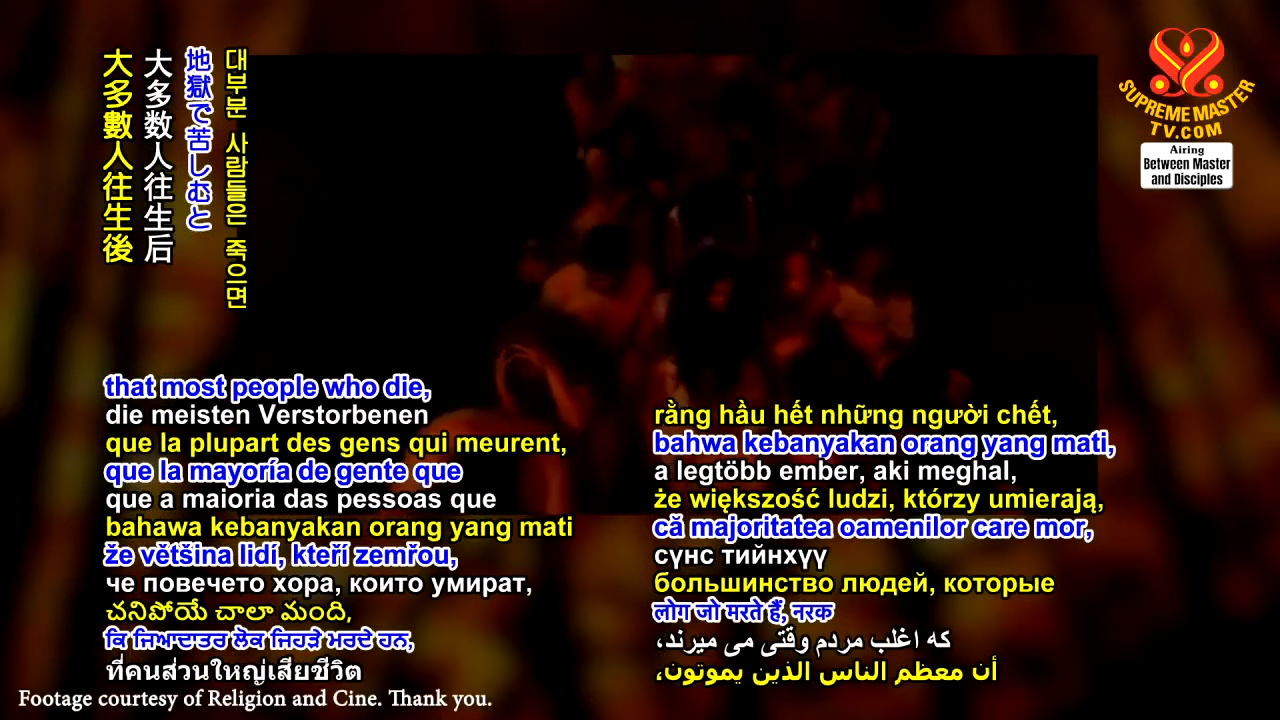 大多數人往生後
大多数人往生后
地獄で苦しむと
대부분 사람들은 죽으면
SUPREME MASTER
TV.COM
Airing
Between Master
and Disciples
that most people who die,
die meisten Verstorbenen
que la plupart des gens qui meurent,
que la mayoría de gente que
que a maioria das pessoas que
bahawa kebanyakan orang yang mati
že většina lidí, kteří zemřou,
че повечето хора, които умират,
చనిపోయే చాలా మంది,
ਕਿ ਜਿਆਦਾਤਰ ਲੋਕ ਜਿਹੜੇ ਮਰਦੇ ਹਨ,
ที่คนส่วนใหญ่เสียชีวิต
rằng hầu hết những người chết,
bahwa kebanyakan orang yang mati,
a legtöbb ember, aki meghal,
że większość ludzi, którzy umierają,
că majoritatea oamenilor care mor,
сүнс тийнхүү
большинство людей, которые
लोग जो मरते हैं, नरक
که اغلب مردم وقتی می میرند،
أن معظم الناس الذين يموتون،
Footage courtesy of Religion and Cine. Thank you.